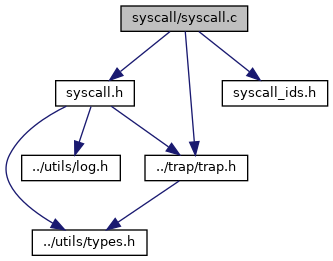 syscall/syscall.c
syscall.h
syscall_ids.h
../utils/log.h
../trap/trap.h
../utils/types.h